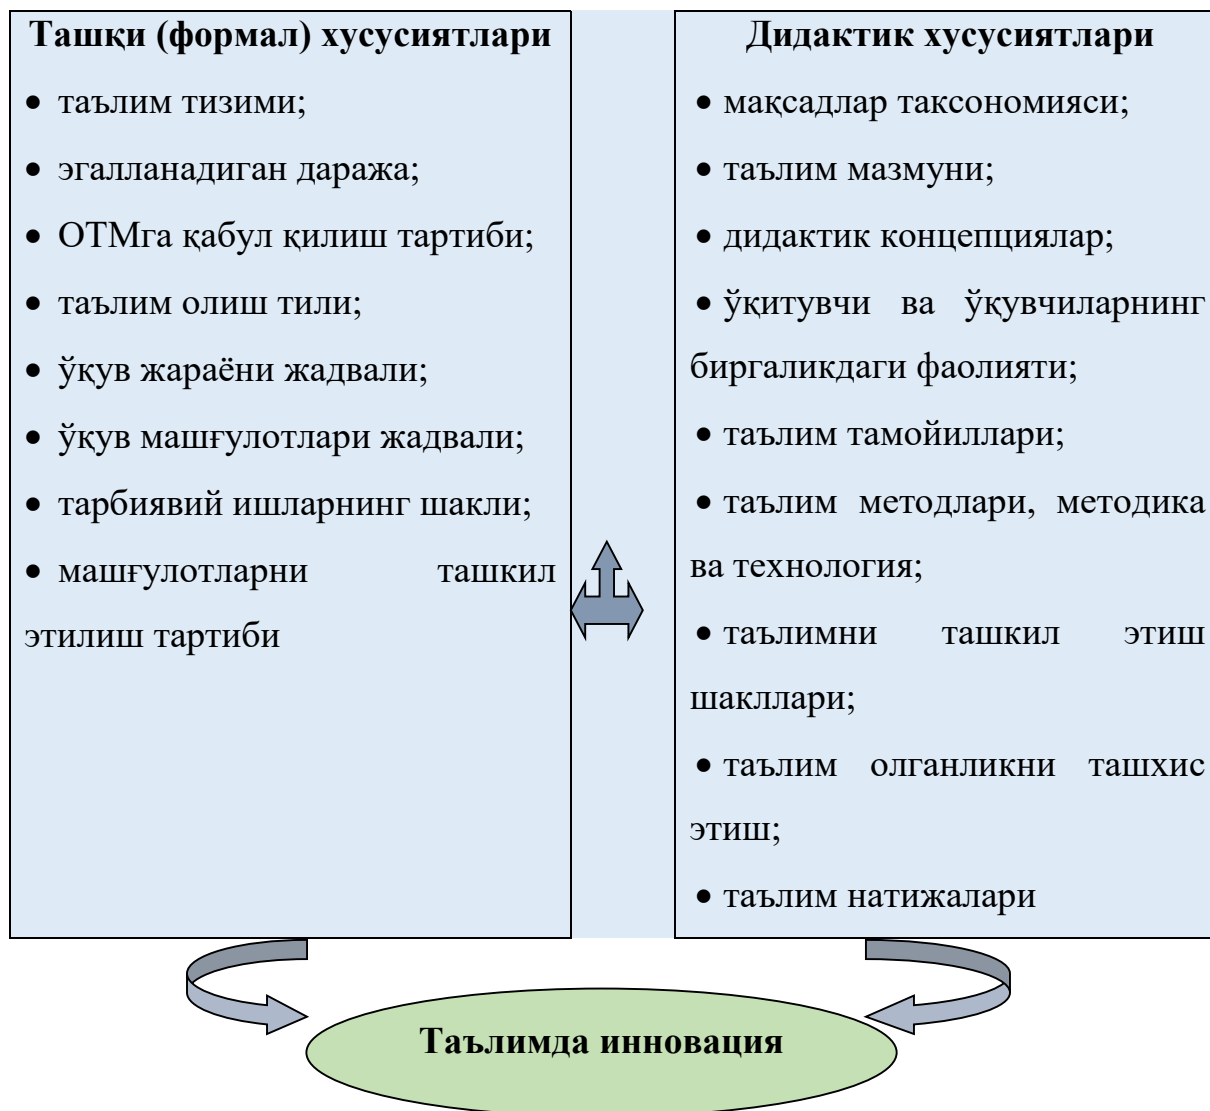 Ташқи (формал) хусусиятлари
• таълим тизими;
• эгалланадиган даража;
• ОТМга қабул қилиш тартиби;
• таълим олиш тили;
• ўқув жараёни жадвали;
• ўқув машғулотлари жадвали;
• тарбиявий ишларнинг шакли;
• машғулотларни ташкил
этилиш тартиби
Дидактик хусусиятлари
• мақсадлар таксономияси;
• таълим мазмуни;
• дидактик концепциялар;
• ўқитувчи ва ўқувчиларнинг
биргаликдаги фаолияти;
• таълим тамойиллари;
• таълим методлари, методика
ва технология;
• таълимни ташкил этиш
шакллари;
• таълим олганликни ташхис
этиш;
• таълим натижалари
Таълимда инновация